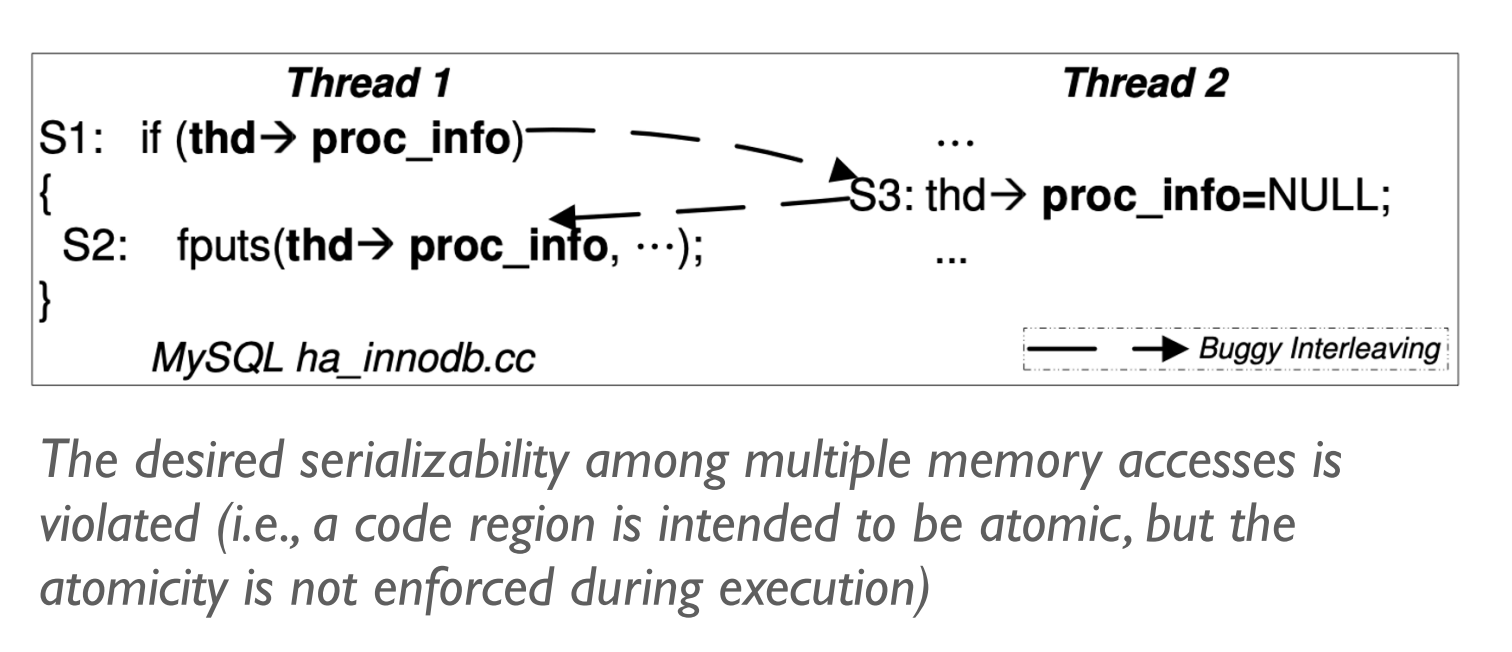 Thread 1 Thread 2
S1: if (thd→ proc_info) ...
{ S3: thd→ proc_info=NULL;
S2: fputs(thd→ proc_info, ⋯); ...
}
MySQL ha_innodb.cc Buggy Interleaving
The desired serializability among multiple memory accesses is
violated (i.e., a code region is intended to be atomic, but the
atomicity is not enforced during execution)